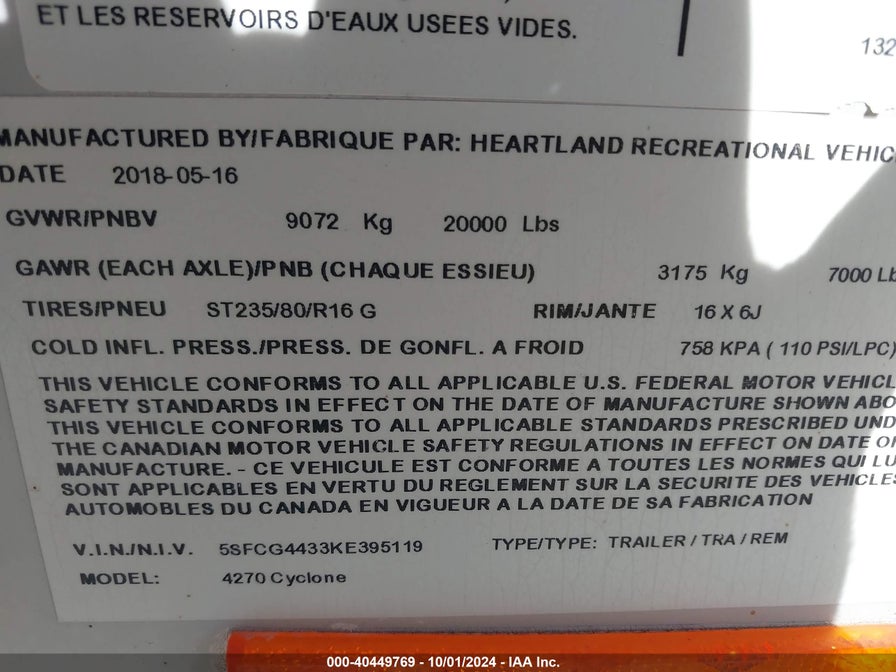 ET LES RESERVOIRS D'EAUX USEES VIDES.
132
MANUFACTURED BY/FABRIQUE PAR: HEARTLAND RECREATIONAL VEHIC
DATE 2018-05-16
GVWR/PNBV 9072 Kg 20000 Lbs
GAWR (EACH AXLE)/PNB (CHAQUE ESSIEU) 3175 Kg 7000 Lb
TIRES/PNEU ST235/80/R16 G RIM/JANTE 16 X 6J
COLD INFL. PRESS./PRESS. DE GONFL. A FROID 758 KPA ( 110 PSI/LPC)
THIS VEHICLE CONFORMS TO ALL APPLICABLE U.S. FEDERAL MOTOR VEHICL
SAFETY STANDARDS IN EFFECT ON THE DATE OF MANUFACTURE SHOWN ABO
THIS VEHICLE CONFORMS TO ALL APPLICABLE STANDARDS PRESCRIBED UND
THE CANADIAN MOTOR VEHICLE SAFETY REGULATIONS IN EFFECT ON DATE OF
MANUFACTURE. - CE VEHICULE EST CONFORME A TOUTES LES NORMES QUI LU
SONT APPLICABLES EN VERTU DU REGLEMENT SUR LA SECURITE DES VEHICLES
AUTOMOBILES DU CANADA EN VIGUEUR A LA DATE DE SA FABRICATION
V.I.N./N.I.V. 5SFCG4433KE395119 TYPE/TYPE: TRAILER / TRA / REM
MODEL: 4270 Cyclone
000-40449769 - 10/01/2024 - IAA Inc.